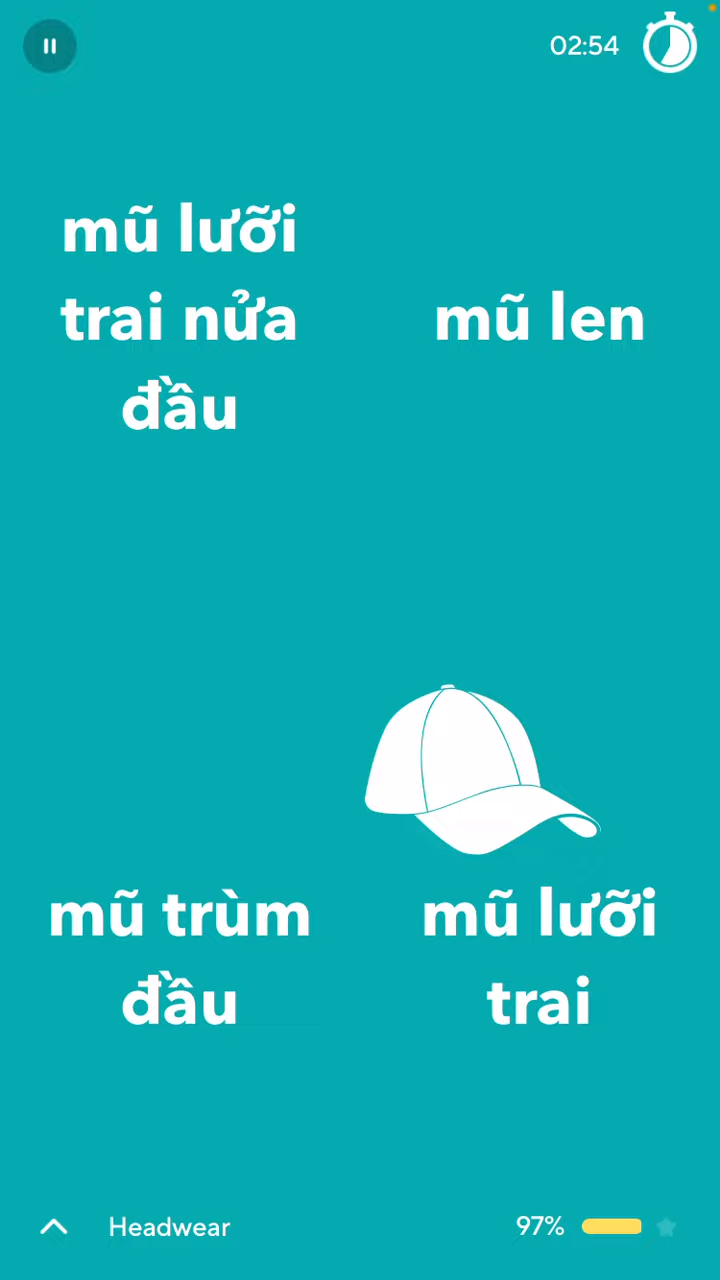 02:54
mũ lưỡi
trai nửa
đầu
mũ len
mũ trùm
đầu
mũ lưỡi
trai
Headwear
97%